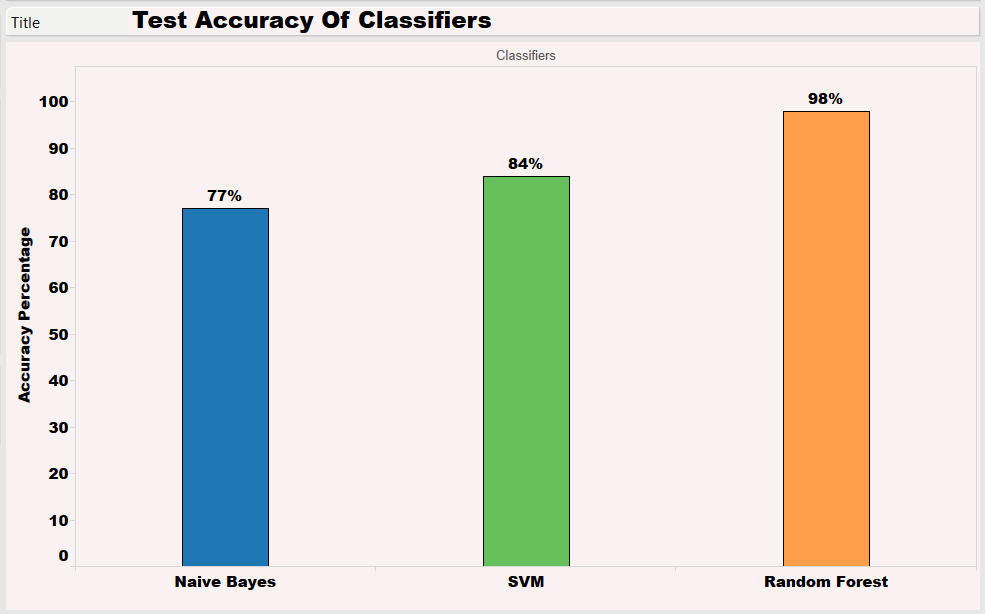 Title
Test Accuracy Of Classifiers
Classifiers
Accuracy Percentage
100
90
80
70
60
50
40
30
20
10
0
77%
84%
98%
Naive Bayes
SVM
Random Forest